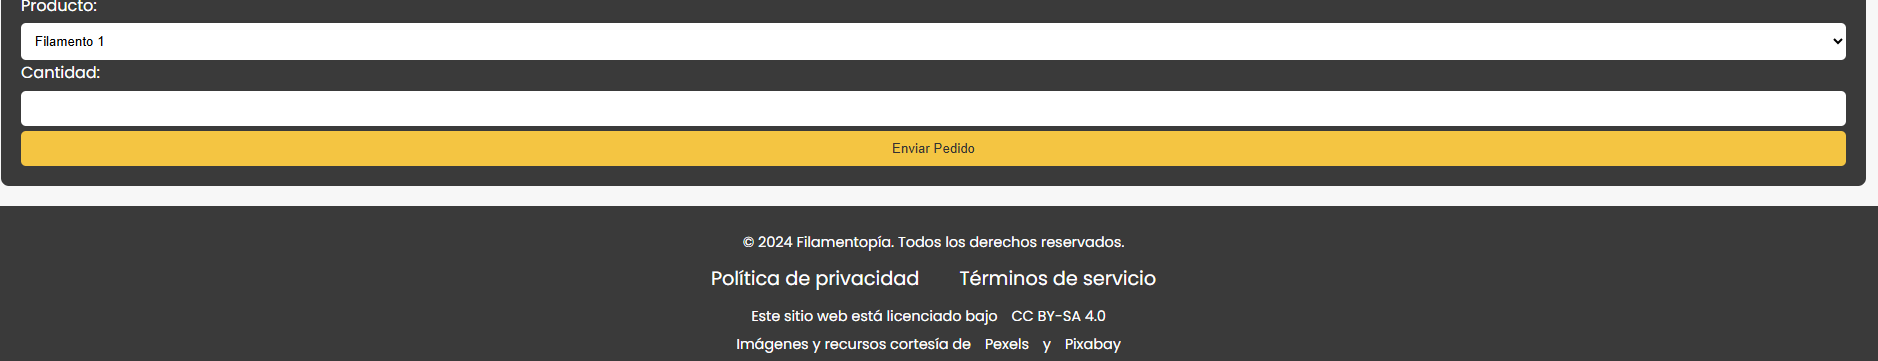 Producto:
Filamento 1
Cantidad:
Enviar Pedido
© 2024 Filamentopía. Todos los derechos reservados.
Política de privacidad Términos de servicio
Este sitio web está licenciado bajo CC BY-SA 4.0
Imágenes y recursos cortesía de Pexels y Pixabay